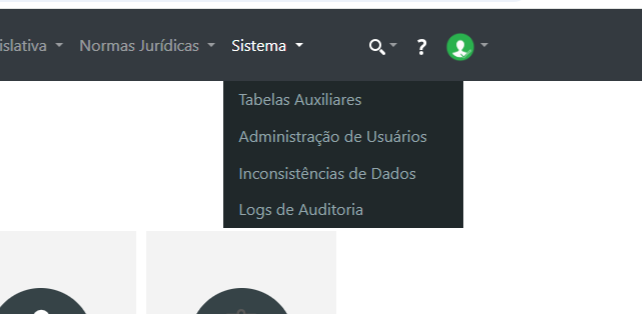 Normas Jurídicas Sistema ?
Tabelas Auxiliares
Administração de Usuários
Inconsistências de Dados
Logs de Auditoria